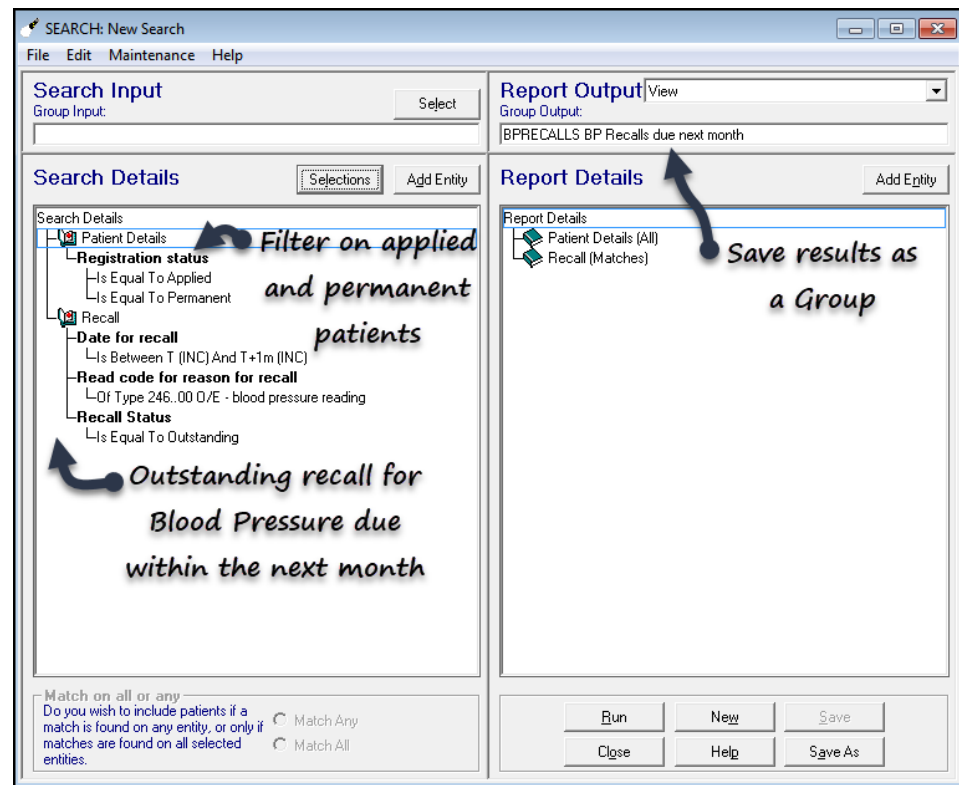 SEARCH: New Search
File Edit Maintenance Help
Search Input
Group Input:
Select
Report Output
View
Group Output:
BPRECALLS BP Recalls due next month
Search Details
Selections
Add Entity
Search Details
Patient Details
Registration status
Is Equal To Applied
Is Equal To Permanent
Recall
Date for recall
Is Between T (INC) And T+1m (INC)
Read code for reason for recall
Of Type 246..00 O/E - blood pressure reading
Recall Status
Is Equal To Outstanding
Filter on applied
and permanent
patients
Outstanding recall for
Blood Pressure due
within the next month
Report Details
Add Entity
Report Details
Patient Details (All)
Recall (Matches)
Save results as
a Group
Match on all or any
Do you wish to include patients if a
match is found on any entity, or only if
matches are found on all selected
entities.
Match Any
Match All
Run
New
Save
Close
Help
Save As